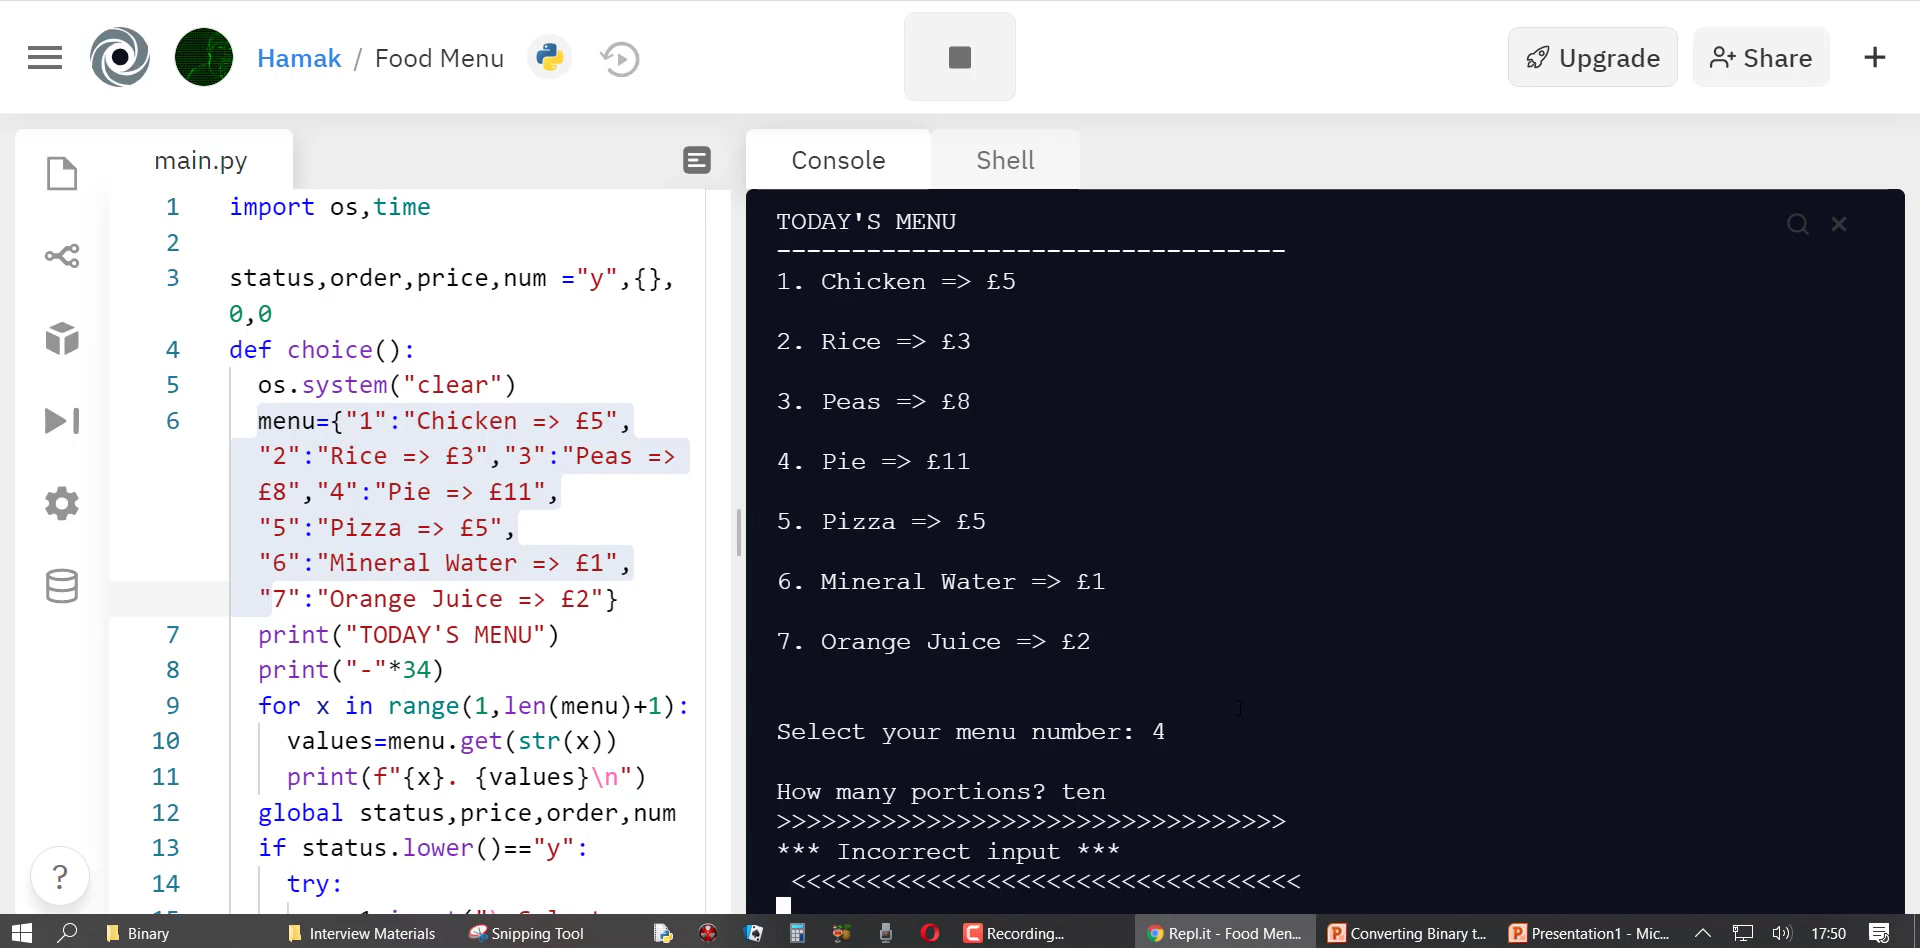 Hamak / Food Menu
Upgrade
Share
main.py
Console
Shell
1 import os,time
2
3 status,order,price,num ="y",{},
0,0
4 def choice():
5 os.system("clear")
6 menu={"1":"Chicken => £5",
"2":"Rice => £3","3":"Peas =>
£8","4":"Pie => £11",
"5":"Pizza => £5",
"6":"Mineral Water => £1",
"7":"Orange Juice => £2"}
7 print("TODAY'S MENU")
8 print("-"*34)
9 for x in range(1,len(menu)+1):
10 values=menu.get(str(x))
11 print(f"{x}. {values}\n")
12 global status,price,order,num
13 if status.lower()=="y":
14 try:
TODAY'S MENU
----------------------------------
1. Chicken => £5
2. Rice => £3
3. Peas => £8
4. Pie => £11
5. Pizza => £5
6. Mineral Water => £1
7. Orange Juice => £2
Select your menu number: 4
How many portions? ten
>>>>>>>>>>>>>>>>>>>>>>>>>>>>>>>>>>
*** Incorrect input ***
<<<<<<<<<<<<<<<<<<<<<<<<<<<<<<<<<<
?
Binary
Interview Materials
Snipping Tool
Recording...
Repl.it - Food Men...
Converting Binary t...
Presentation1 - Mic...
17:50